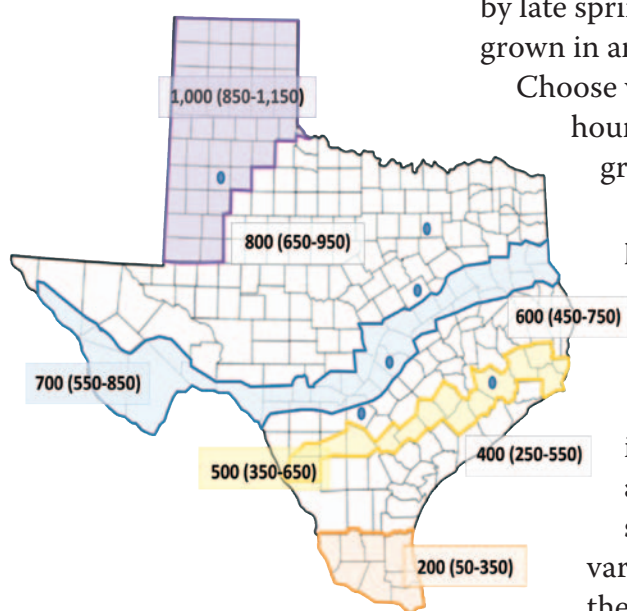 by late sprin
grown in ar
Choose v
hour
gr
1,000 (850-1,150)
800 (650-950)
600 (450-750)
700 (550-850)
500 (350-650)
400 (250-550)
i
a
s
200 (50-350)
var
the